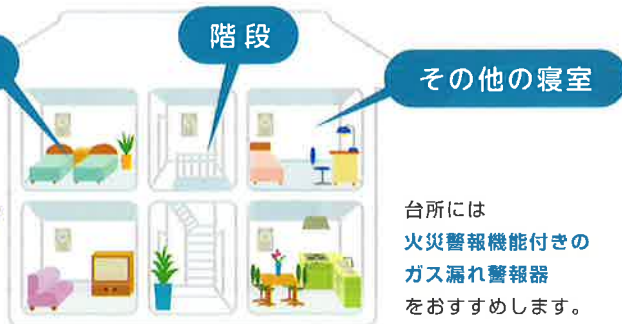 階段
その他の寝室
台所には
火災警報機能付きの
ガス漏れ警報器
をおすすめします。